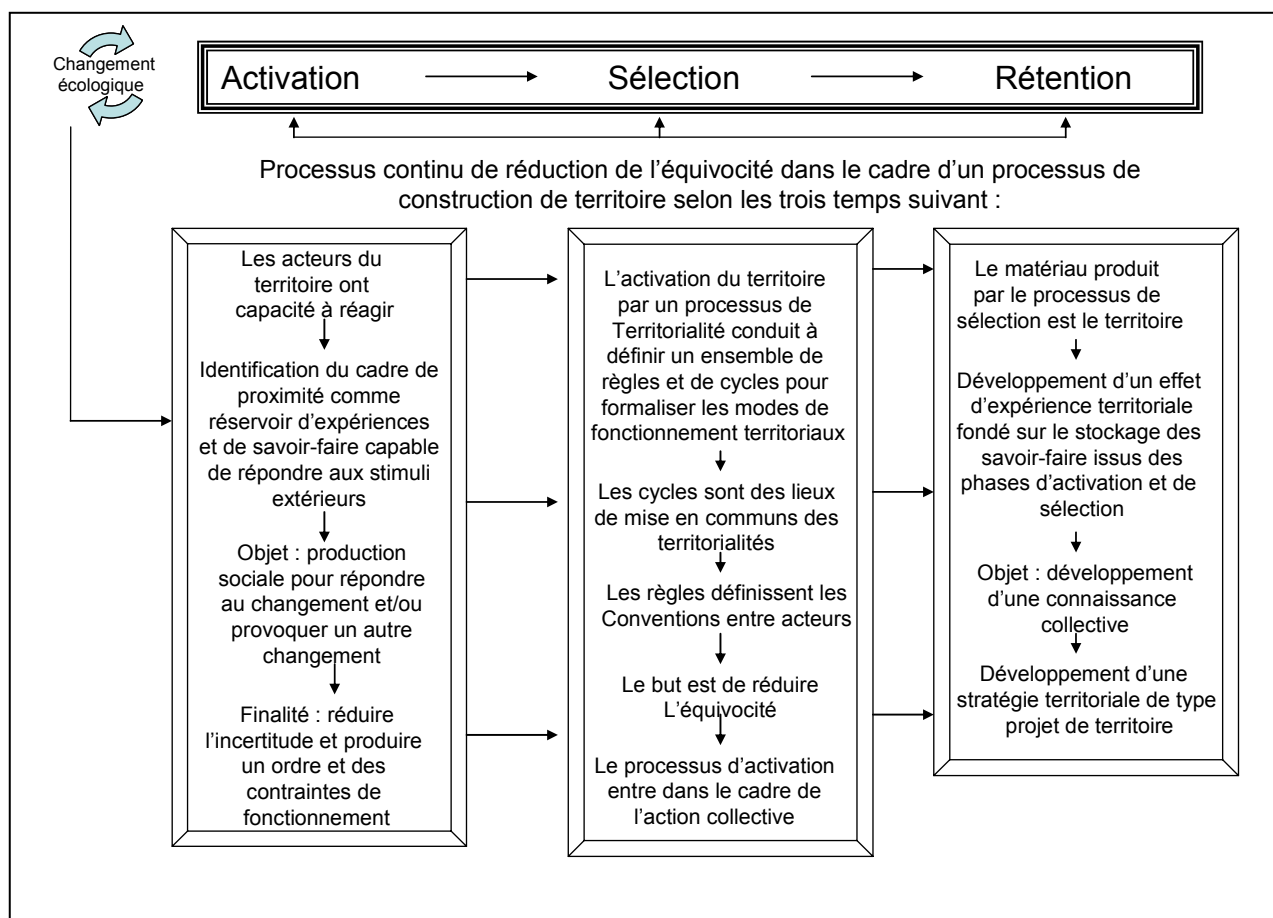 Changement
écologique
Activation
Sélection
Rétention
Processus continu de réduction de l'équivocité dans le cadre d'un processus de
construction de territoire selon les trois temps suivant :
Les acteurs du
territoire ont
capacité à réagir
Identification du cadre de
proximité comme
réservoir d'expériences
et de savoir-faire capable
de répondre aux stimuli
extérieurs
Objet : production
sociale pour répondre
au changement et/ou
provoquer un autre
changement
Finalité : réduire
l'incertitude et produire
un ordre et des
contraintes de
fonctionnement
L'activation du territoire
par un processus de
Territorialité conduit à
définir un ensemble de
règles et de cycles pour
formaliser les modes de
fonctionnement territoriaux
Les cycles sont des lieux
de mise en communs des
territorialités
Les règles définissent les
Conventions entre acteurs
Le but est de réduire
L'équivocité
Le processus d'activation
entre dans le cadre de
l'action collective
Le matériau produit
par le processus de
sélection est le territoire
Développement d'un effet
d'expérience territoriale
fondé sur le stockage des
savoir-faire issus des
phases d'activation et de
sélection
Objet : développement
d'une connaissance
collective
Développement d'une
stratégie territoriale de type
projet de territoire